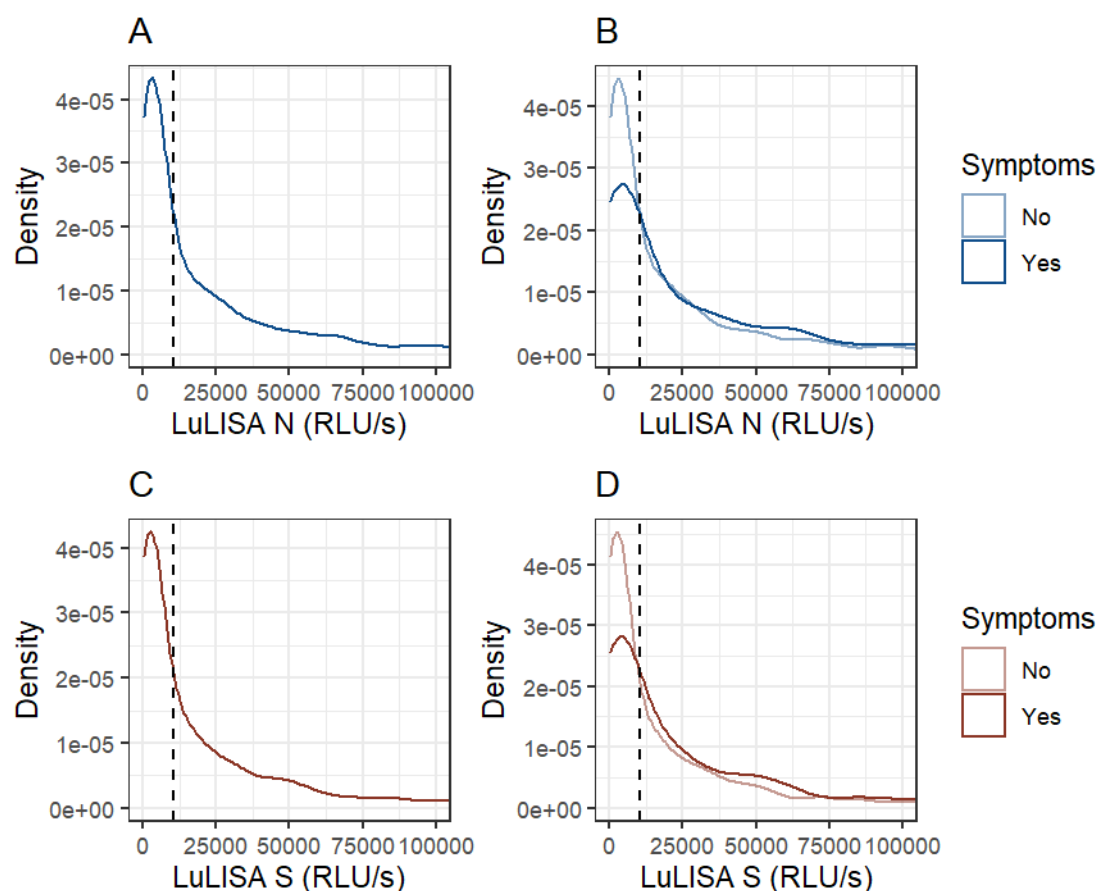 A
Density
4e-05
3e-05
2e-05
1e-05
0e+00
0 25000 50000 75000 100000
LuLISA N (RLU/s)
B
Density
4e-05
3e-05
2e-05
1e-05
0e+00
0 25000 50000 75000 100000
LuLISA N (RLU/s)
Symptoms
No
Yes
C
Density
4e-05
3e-05
2e-05
1e-05
0e+00
0 25000 50000 75000 100000
LuLISA S (RLU/s)
D
Density
4e-05
3e-05
2e-05
1e-05
0e+00
0 25000 50000 75000 100000
LuLISA S (RLU/s)
Symptoms
No
Yes